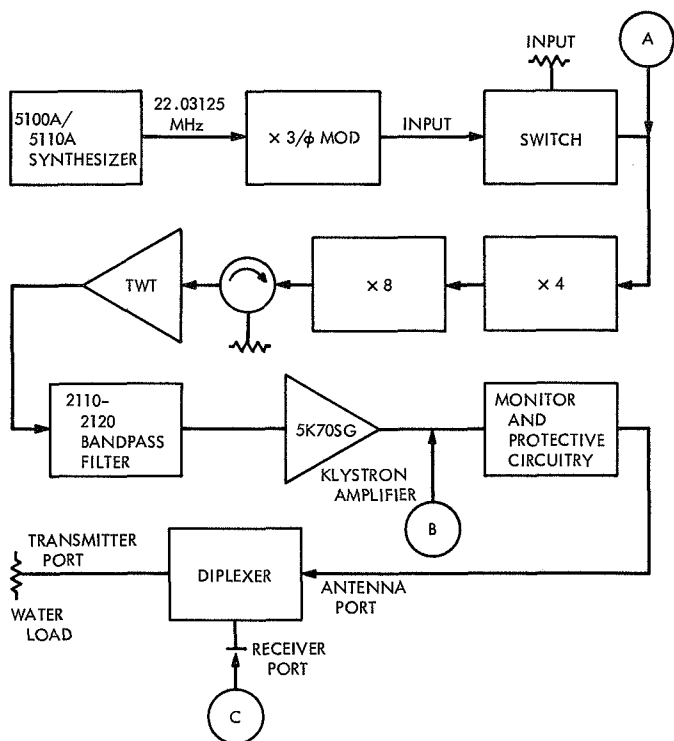 INPUT
A
5100A/
5110A
SYNTHESIZER
22.03125
MHz
× 3/ϕ MOD
INPUT
SWITCH
TWT
× 8
× 4
2110–
2120
BANDPASS
FILTER
5K70SG
KLYSTRON
AMPLIFIER
B
MONITOR
AND
PROTECTIVE
CIRCUITRY
TRANSMITTER
PORT
WATER
LOAD
DIPLEXER
ANTENNA
PORT
RECEIVER
PORT
C